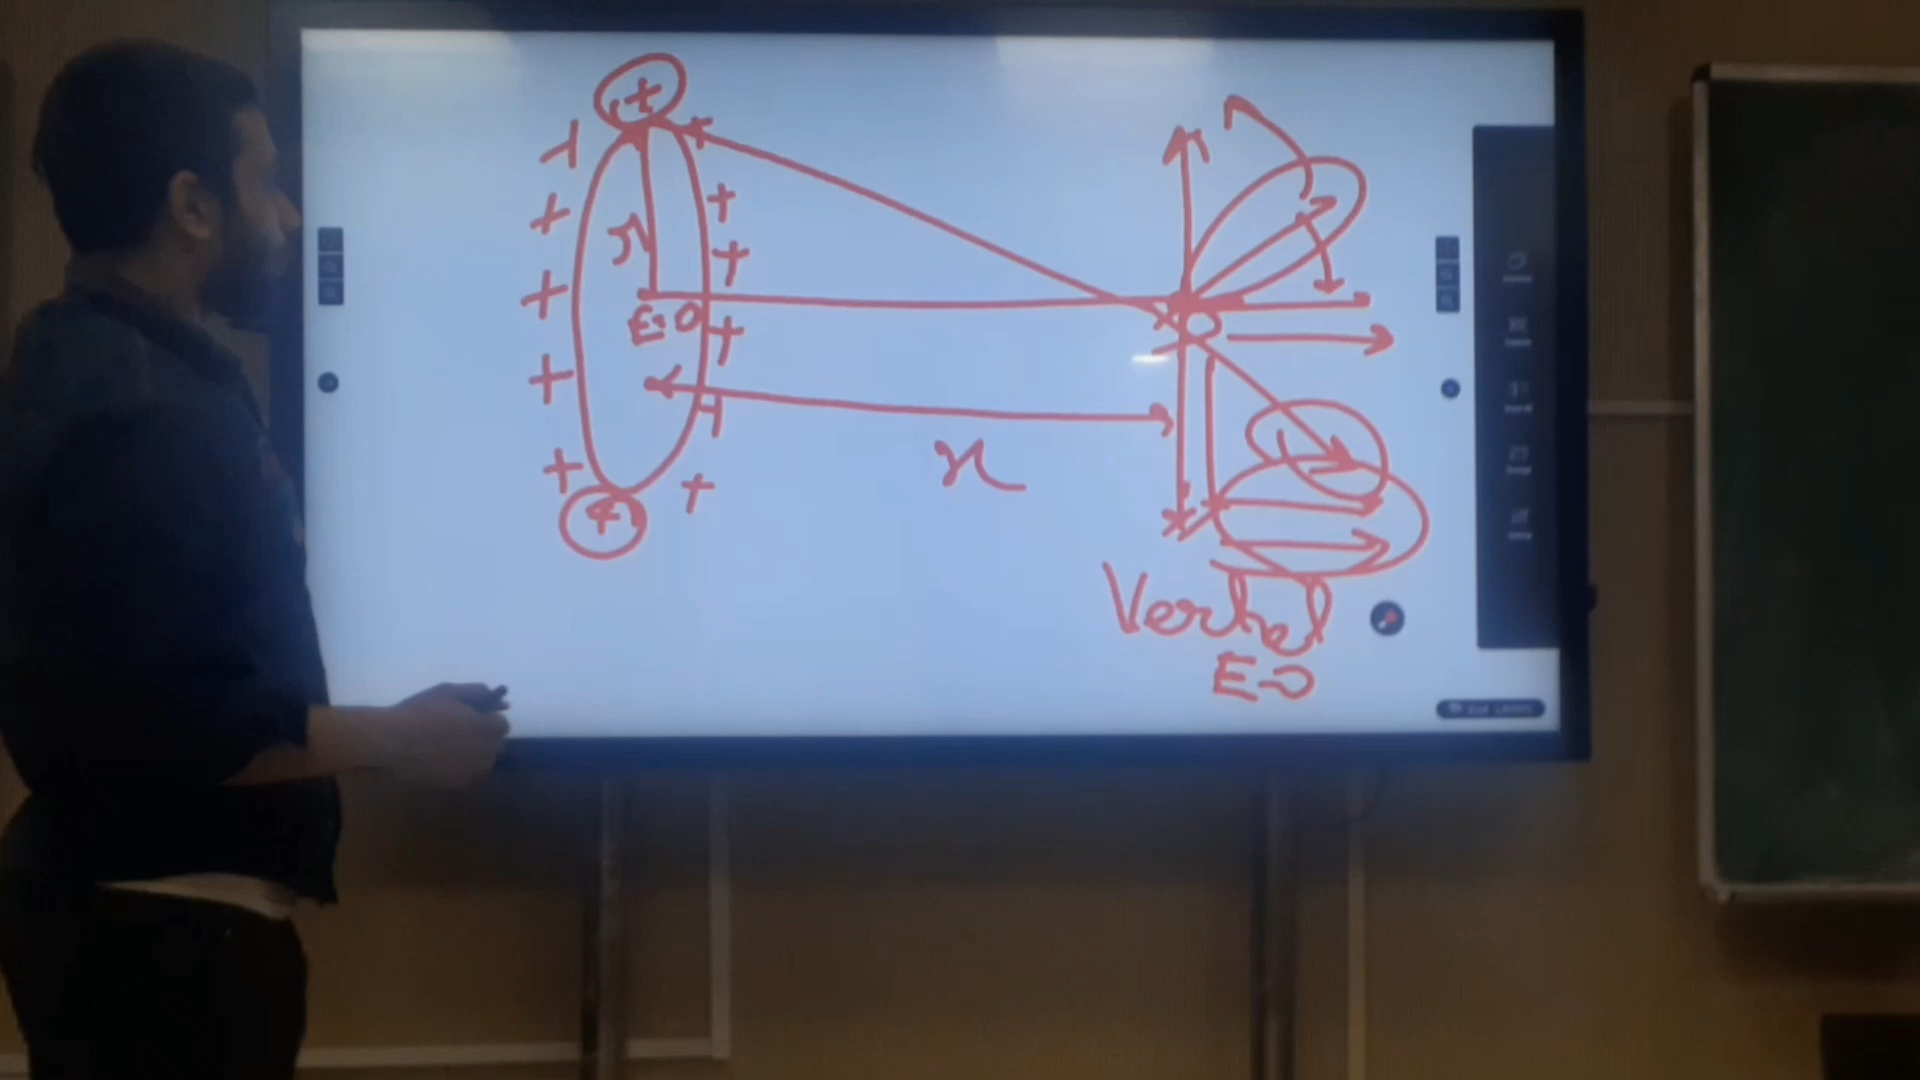 +
+
+
+
+
+
+
+
+
+
+
r
E=0
x
+
Vertical
E=0